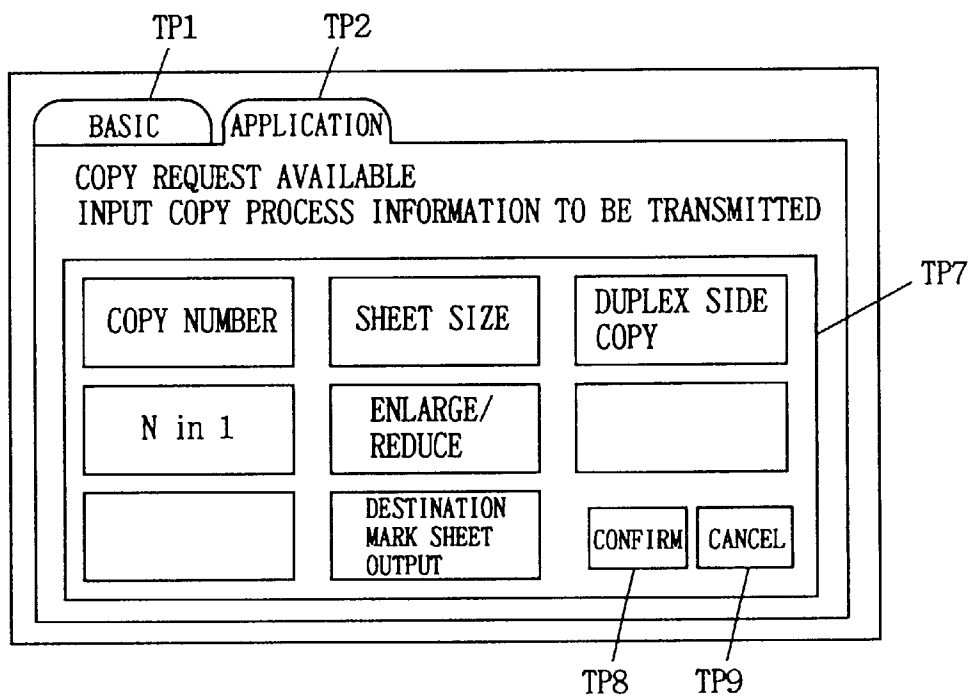 TP1 TP2
BASIC APPLICATION
COPY REQUEST AVAILABLE
INPUT COPY PROCESS INFORMATION TO BE TRANSMITTED
TP7
COPY NUMBER
SHEET SIZE
DUPLEX SIDE
COPY
N in 1
ENLARGE/
REDUCE
DESTINATION
MARK SHEET
OUTPUT
CONFIRM CANCEL
TP8 TP9